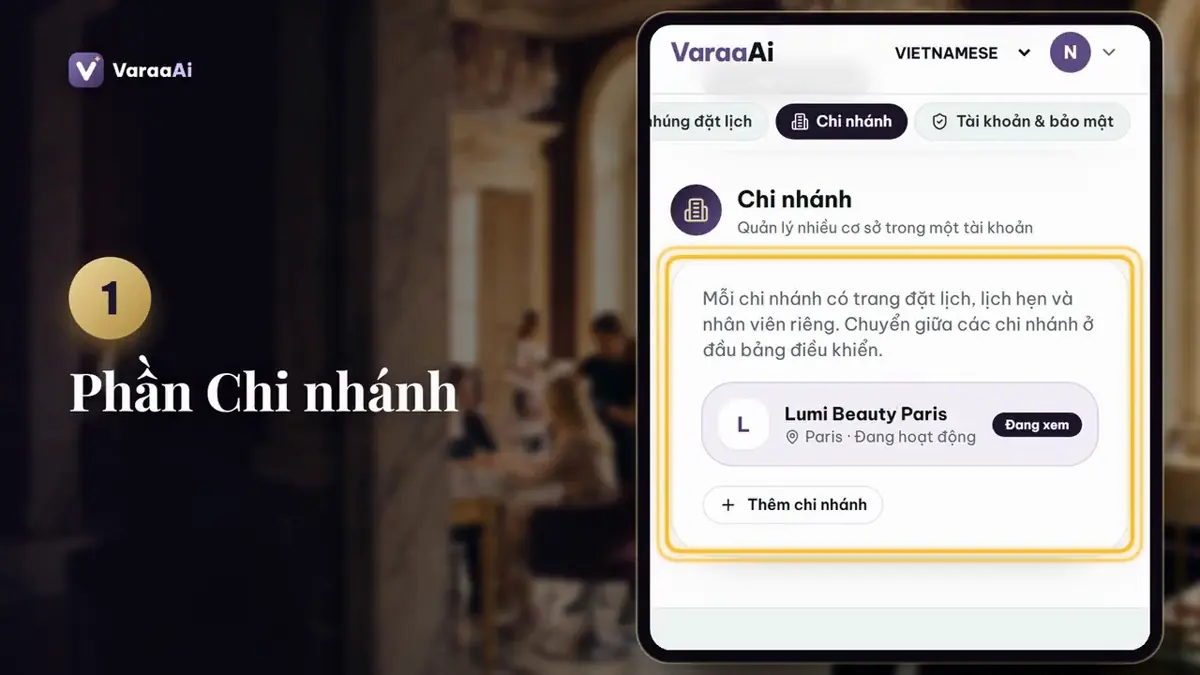 VaraaAi
1
Phần Chi nhánh
VaraaAi
VIETNAMESE
N
húng đặt lịch
Chi nhánh
Tài khoản & bảo mật
Chi nhánh
Quản lý nhiều cơ sở trong một tài khoản
Mỗi chi nhánh có trang đặt lịch, lịch hẹn và
nhân viên riêng. Chuyển giữa các chi nhánh ở
đầu bảng điều khiển.
L
Lumi Beauty Paris
Paris · Đang hoạt động
Đang xem
+ Thêm chi nhánh